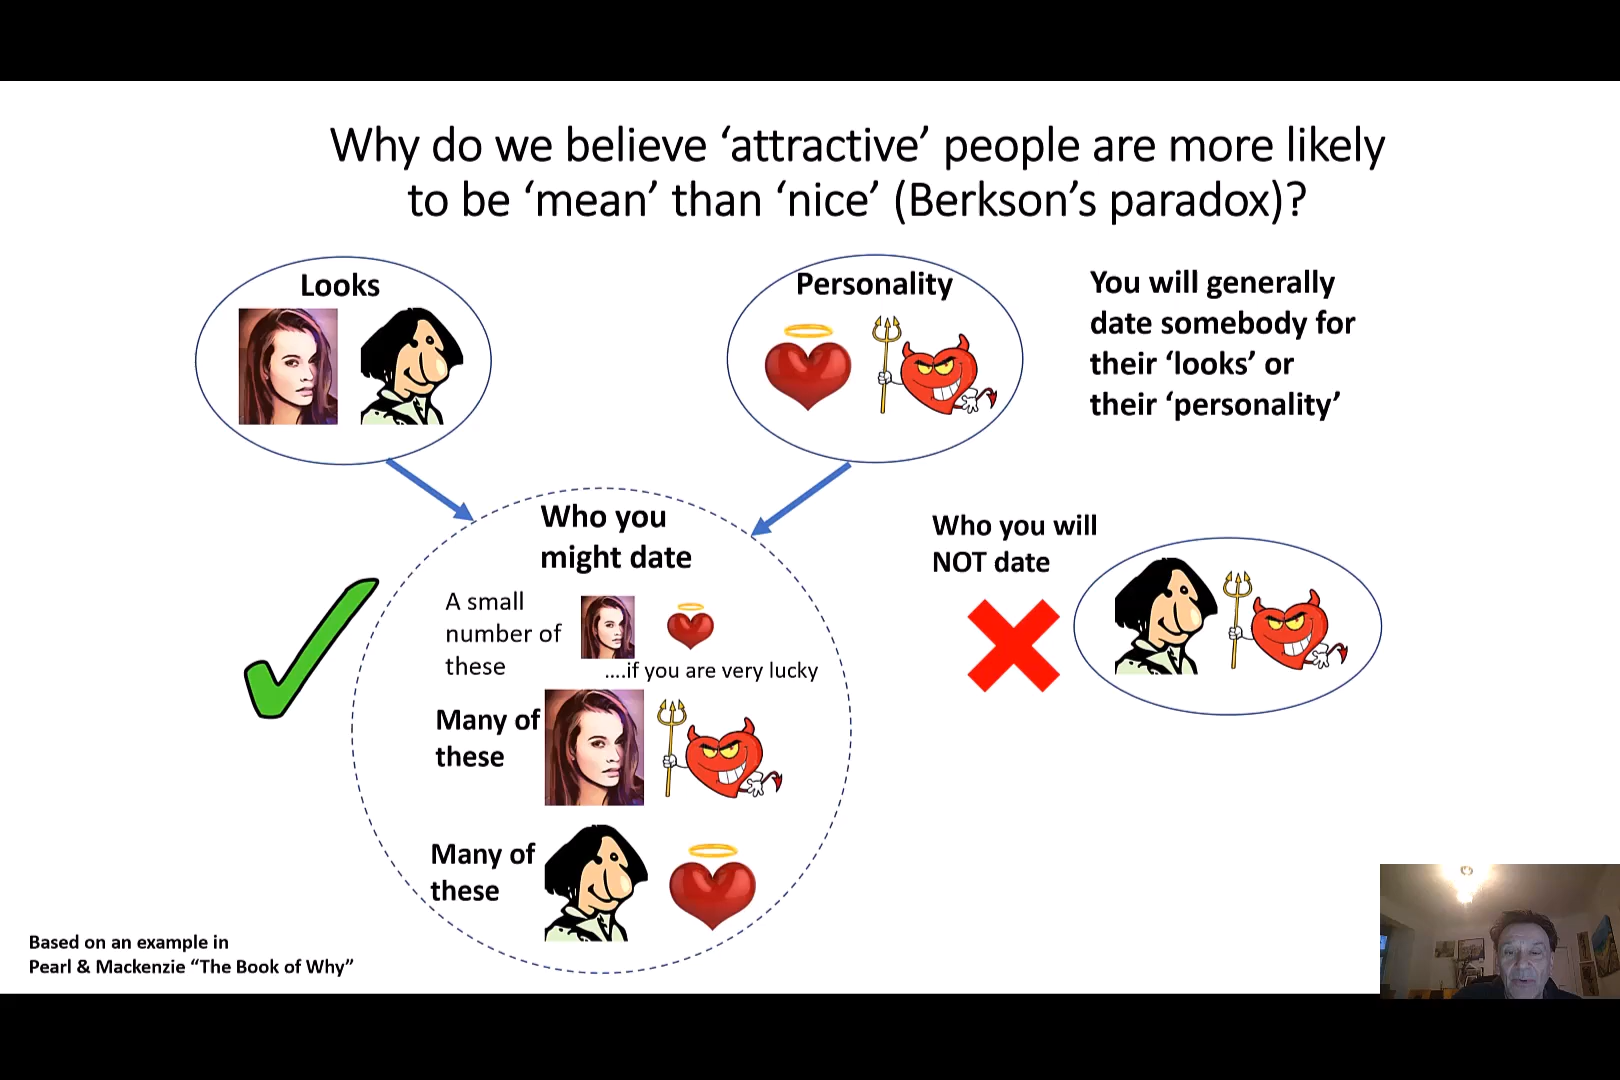 Why do we believe ‘attractive’ people are more likely
to be ‘mean’ than ‘nice’ (Berkson’s paradox)?
Looks
Personality
You will generally
date somebody for
their ‘looks’ or
their ‘personality’
Who you
might date
A small
number of
these
....if you are very lucky
Many of
these
Many of
these
Who you will
NOT date
Based on an example in
Pearl & Mackenzie “The Book of Why”